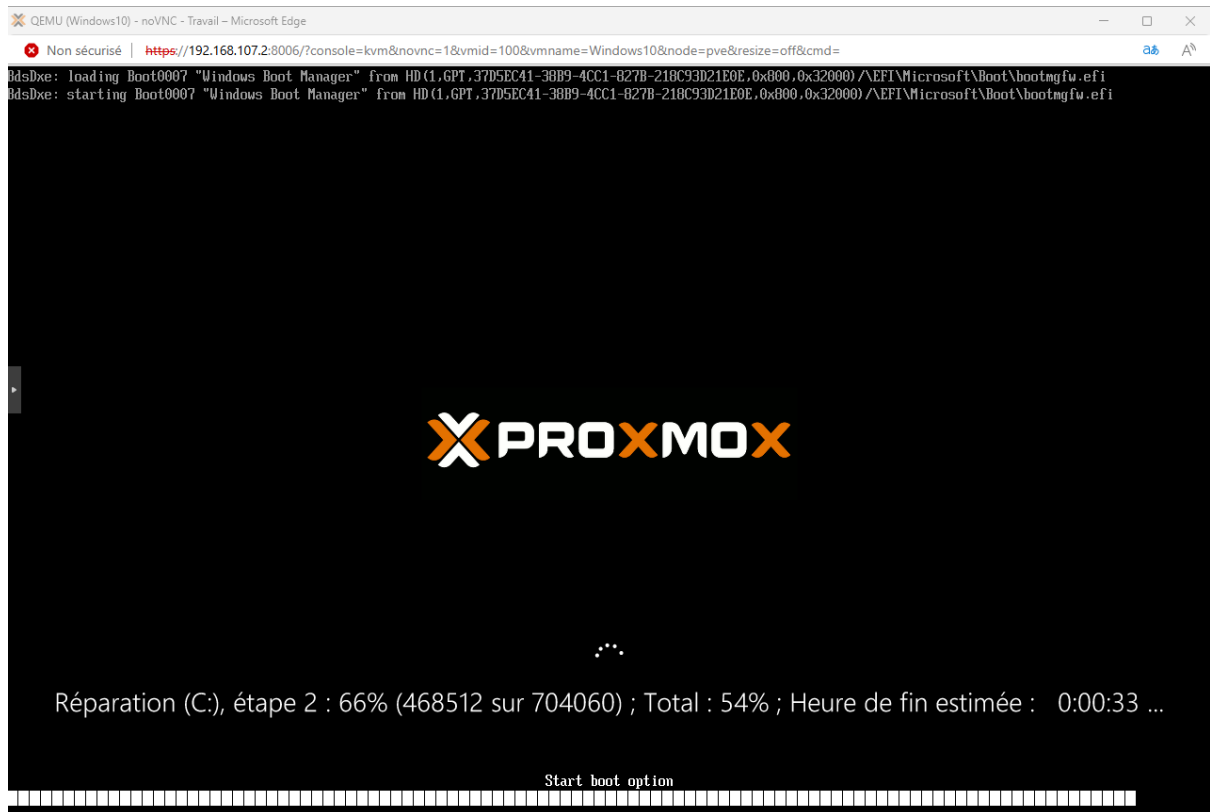 QEMU (Windows10) - noVNC - Travail – Microsoft Edge
Non sécurisé | https://192.168.107.2:8006/?console=kvm&novnc=1&vmid=100&vmname=Windows10&node=pve&resize=off&cmd=
BdsDxe: loading Boot0007 "Windows Boot Manager" from HD(1,GPT,37D5EC41-38B9-4CC1-827B-218C93D21E0E,0x800,0x32000)/\EFI\Microsoft\Boot\bootmgfw.efi
BdsDxe: starting Boot0007 "Windows Boot Manager" from HD(1,GPT,37D5EC41-38B9-4CC1-827B-218C93D21E0E,0x800,0x32000)/\EFI\Microsoft\Boot\bootmgfw.efi
PROXMOX
Réparation (C:), étape 2 : 66% (468512 sur 704060) ; Total : 54% ; Heure de fin estimée : 0:00:33 ...
Start boot option